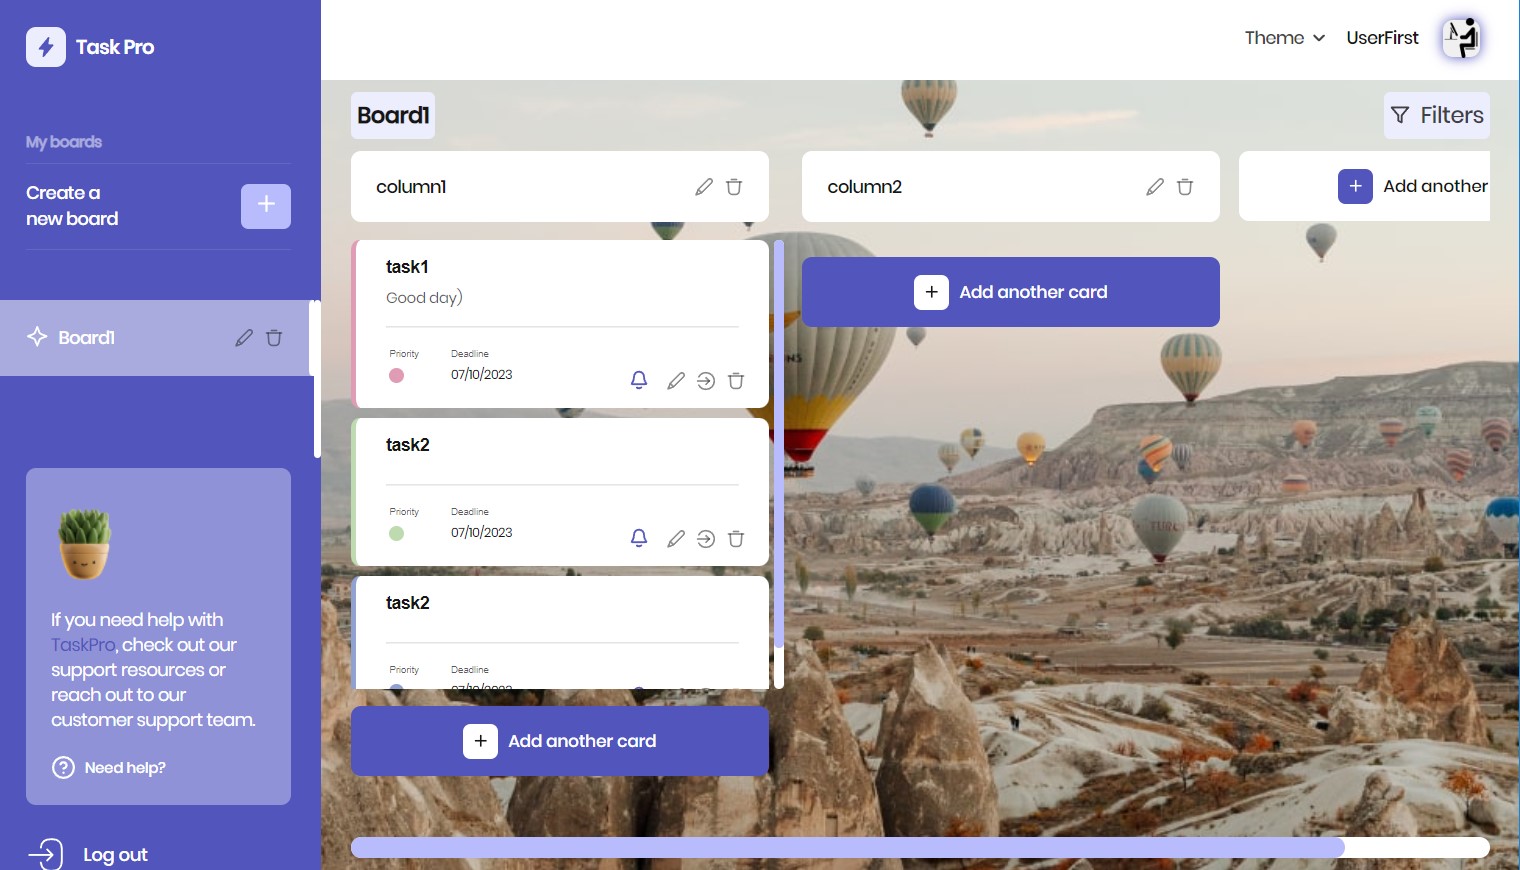 Task Pro
My boards
Create a
new board
Board1
If you need help with
TaskPro, check out our
support resources or
reach out to our
customer support team.
Need help?
Log out
Theme
UserFirst
Board1
Filters
column1
task1
Good day)
Priority
Deadline
07/10/2023
task2
Priority
Deadline
07/10/2023
task2
Priority
Deadline
07/10/2023
Add another card
column2
Add another card
Add another